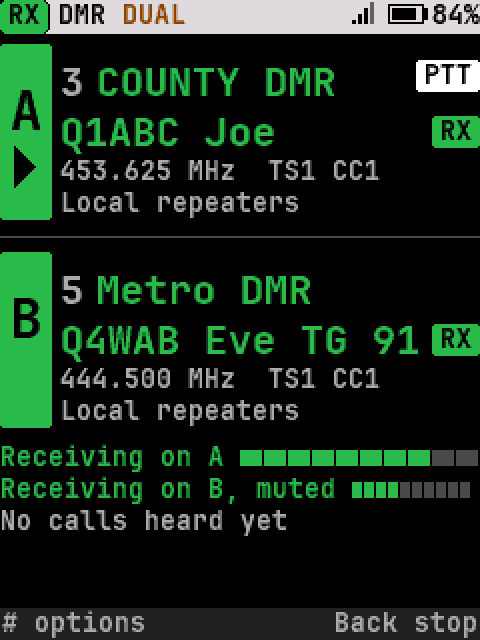 RX DMR DUAL 84%
A
3 COUNTY DMR PTT
Q1ABC Joe RX
453.625 MHz TS1 CC1
Local repeaters
B
5 Metro DMR
Q4WAB Eve TG 91 RX
444.500 MHz TS1 CC1
Local repeaters
Receiving on A
Receiving on B, muted
No calls heard yet
# options Back stop